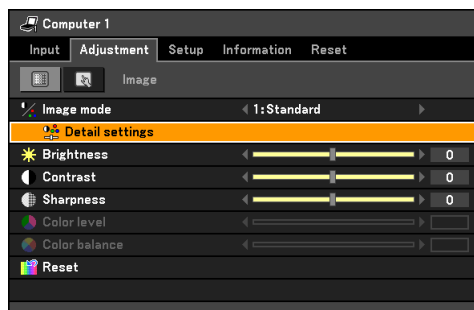 Computer 1
Input Adjustment Setup Information Reset
Image
Image mode 1:Standard
Detail settings
Brightness 0
Contrast 0
Sharpness 0
Color level
Color balance
Reset